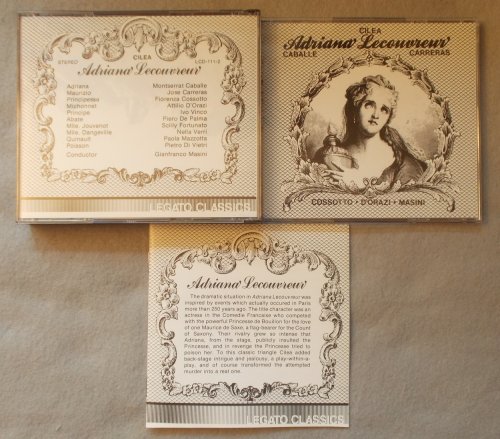 CILEA
STEREO LCD-111-2
Adriana Lecouvreur
Adriana Montserrat Caballe
Maurizio Jose Carreras
Principessa Fiorenza Cossotto
Michonnet Attilio D'Orazi
Principe Ivo Vinco
Abate Piero De Palma
Mlle. Jouvenot Scilly Fortunato
Mlle. Dangeville Nella Verri
Quinault Paolo Mazzotta
Poisson Pietro Di Vietri
Conductor Gianfranco Masini
LEGATO CLASSICS
CILEA
Adriana Lecouvreur
CABALLE CARRERAS
COSSOTTO • D'ORAZI • MASINI
Adriana Lecouvreur
The dramatic situation in Adriana Lecouvreur was
inspired by events which actually occured in Paris
more than 250 years ago. The title character was an
actress in the Comedie Francaise who competed
with the powerful Princesse de Bouillon for the love
of one Maurice de Saxe, a flag-bearer for the Count
of Saxony. Their rivalry grew so intense that
Adriana, from the stage, publicly insulted the
Princesse, and in revenge the Princesse tried to
poison her. To this classic triangle Cilea added
back-stage intrigue and jealousy, a play-within-a-
play, and of course transformed the attempted
murder into a real one.
LEGATO CLASSICS